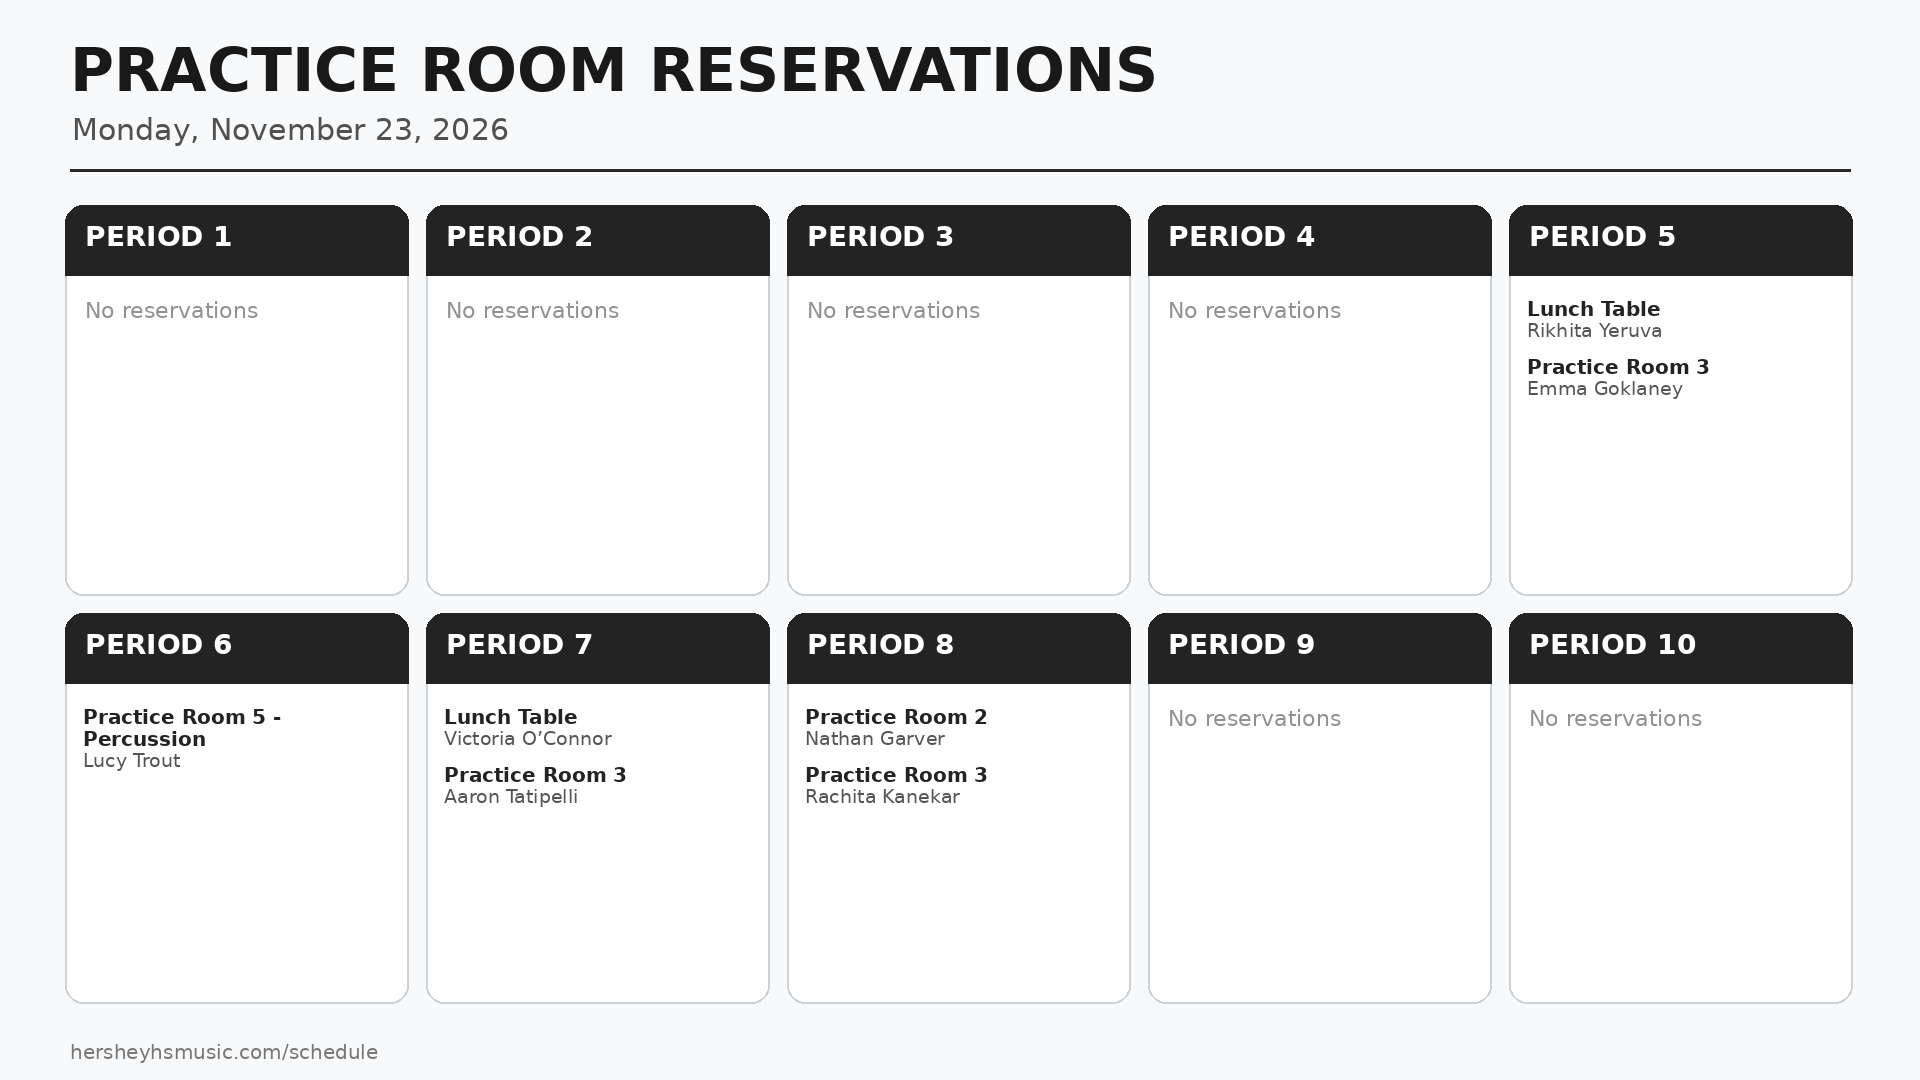 PRACTICE ROOM RESERVATIONS
Monday, November 23, 2026
PERIOD 1
No reservations
PERIOD 2
No reservations
PERIOD 3
No reservations
PERIOD 4
No reservations
PERIOD 5
Lunch Table
Rikhita Yeruva
Practice Room 3
Emma Goklaney
PERIOD 6
Practice Room 5 -
Percussion
Lucy Trout
PERIOD 7
Lunch Table
Victoria O’Connor
Practice Room 3
Aaron Tatipelli
PERIOD 8
Practice Room 2
Nathan Garver
Practice Room 3
Rachita Kanekar
PERIOD 9
No reservations
PERIOD 10
No reservations
hersheyhsmusic.com/schedule